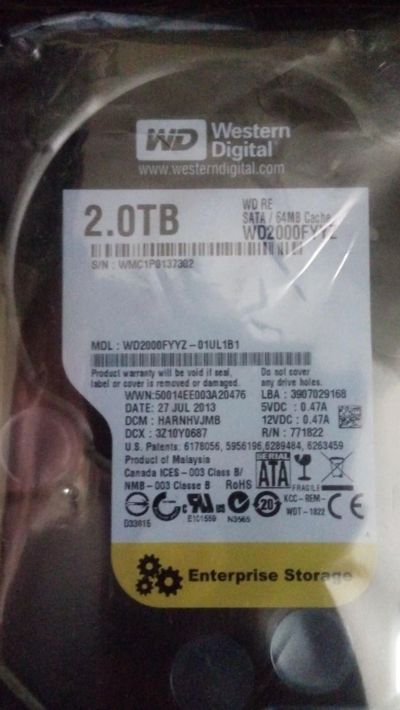 WD Western
Digital
www.westerndigital.com
2.0TB
WD RE
SATA / 64MB Cache
WD2000FYYZ
S/N : WMC1P0137302
MDL : WD2000FYYZ-01UL1B1
Product warranty will be void if seal,
label or cover is removed or damaged.
Do not cover
any drive holes.
WWN:50014EE003A20476
LBA : 3907029168
DATE: 27 JUL 2013
5VDC : 0.47A
DCM : HARNHVJMB
12VDC : 0.47A
DCX : 3Z10Y0687
R/N : 771822
U.S. Patents: 6178056, 5956196, 6289484, 6263459
Product of Malaysia
Canada ICES-003 Class B/
NMB-003 Classe B
RoHS
SERIAL
ATA
FRAGILE
KCC-REM-
WDT-1822
CE
D33015
E101559
N3565
20
Enterprise Storage